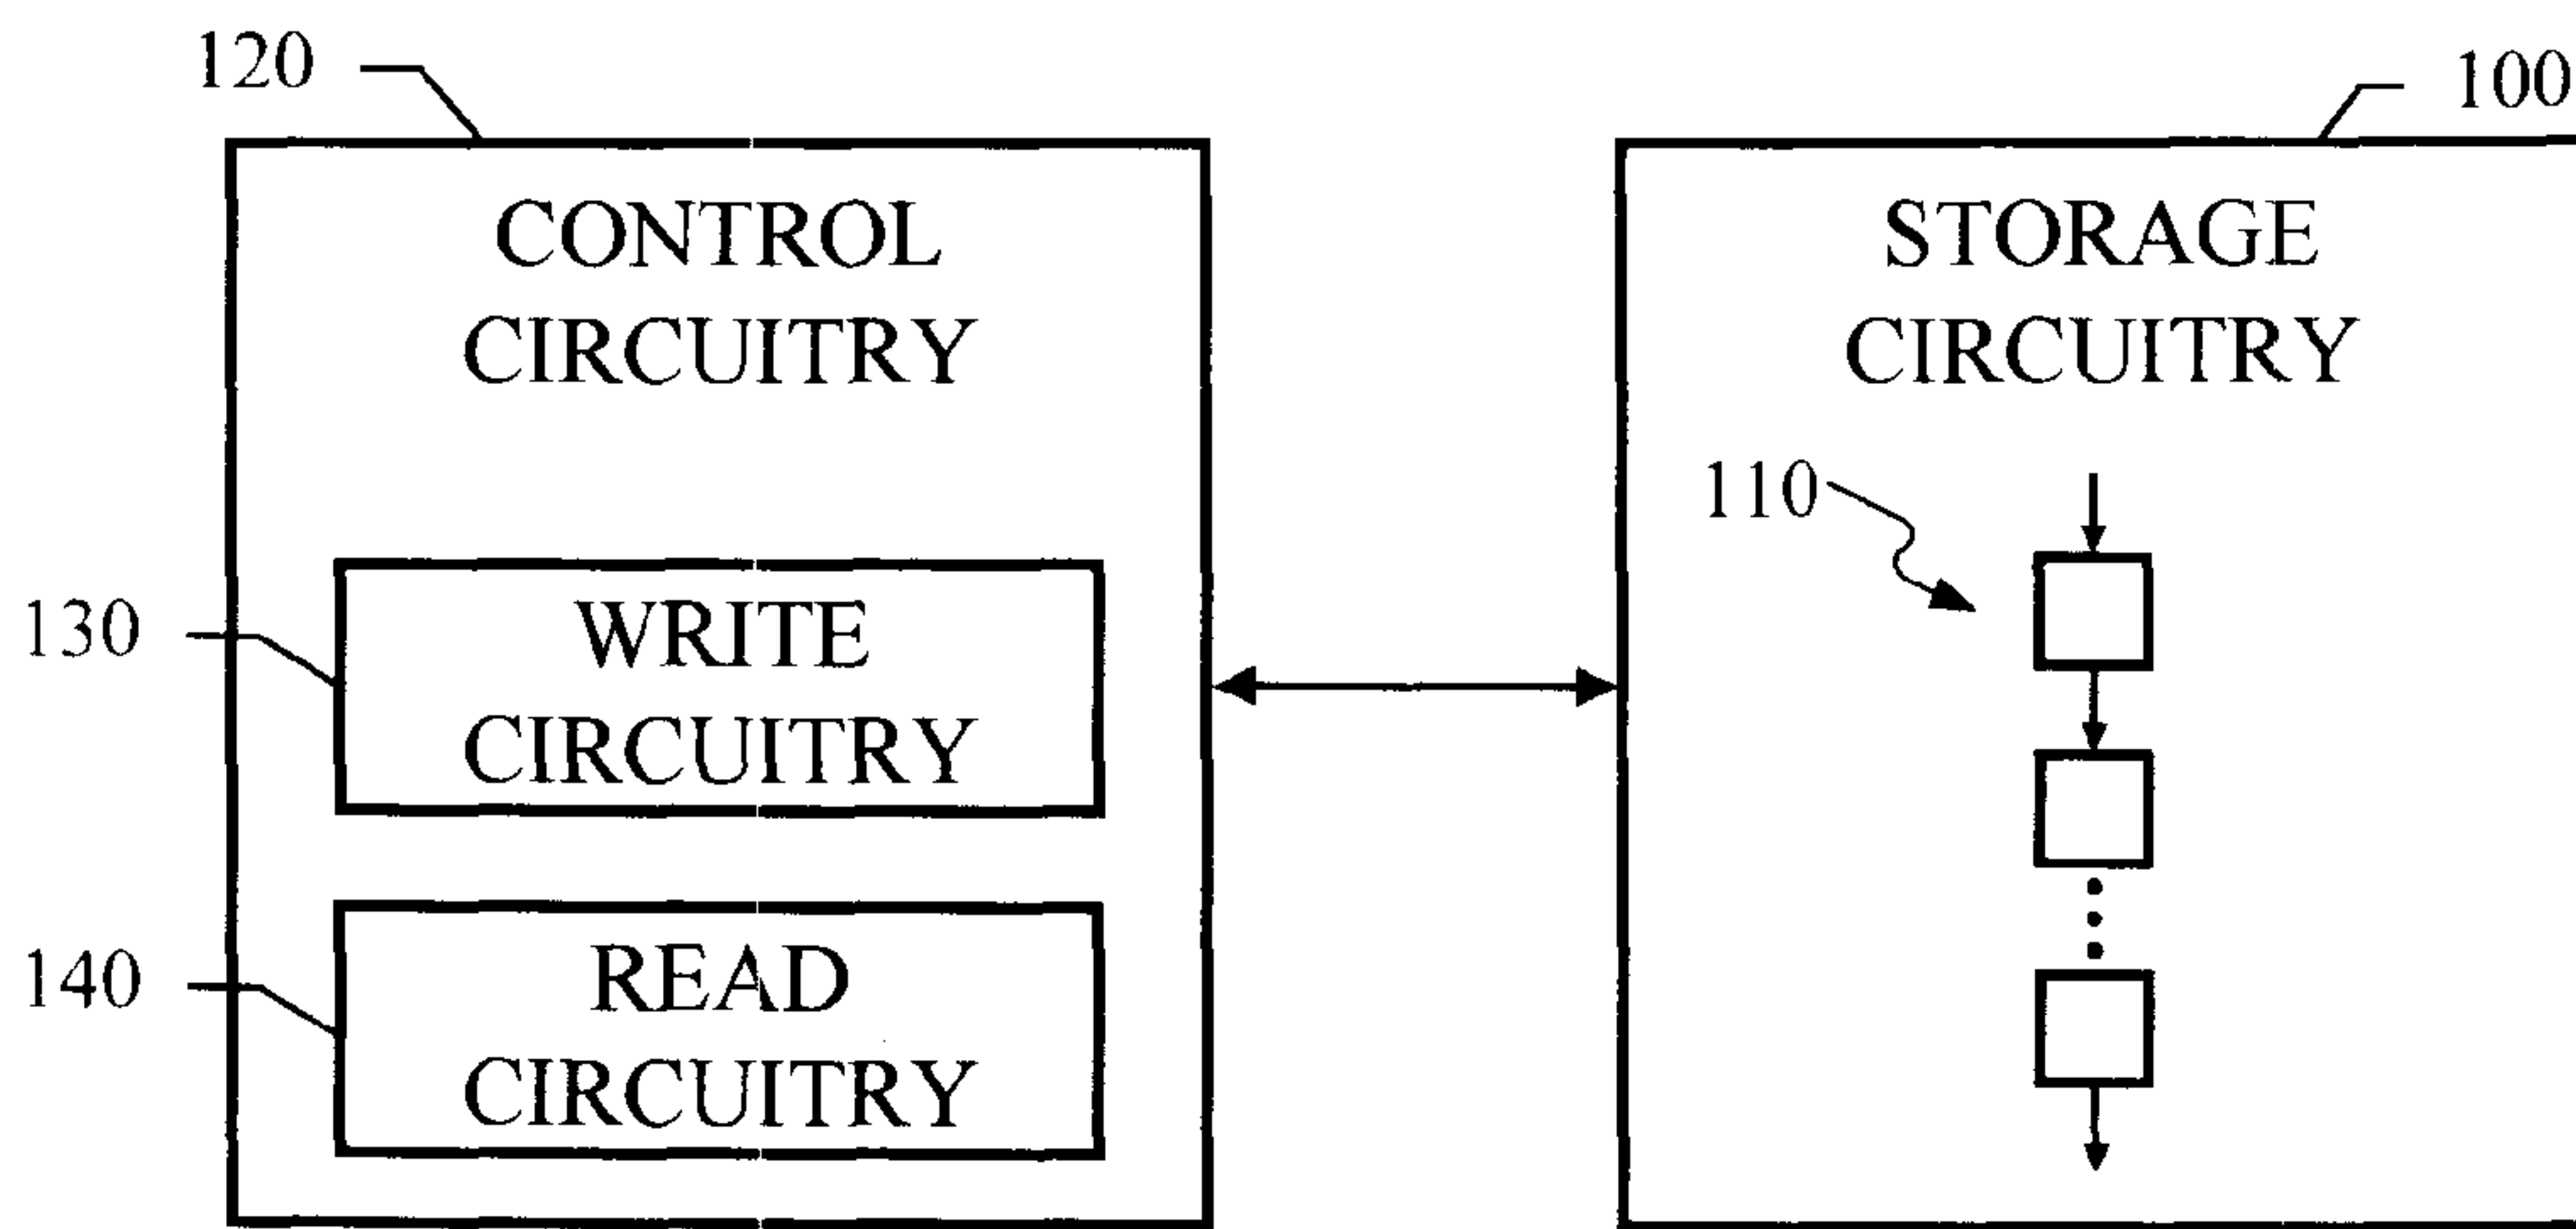 120
100
CONTROL
CIRCUITRY
STORAGE
CIRCUITRY
110
130
WRITE
CIRCUITRY
140
READ
CIRCUITRY